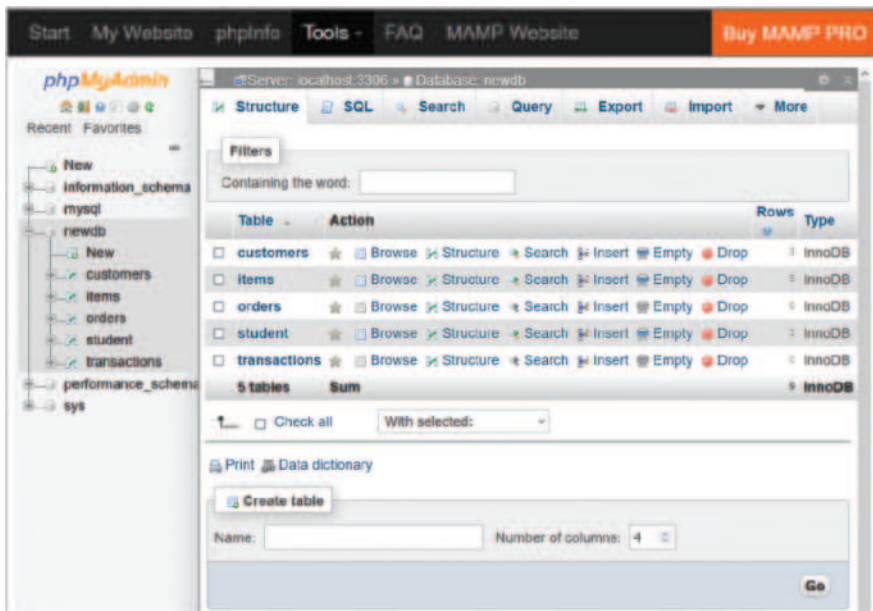 Start My Website phpInfo Tools FAQ MAMP Website Buy MAMP PRO
phpMyAdmin
Recent Favorites
New
information_schema
mysql
newdb
New
customers
items
orders
student
transactions
performance_schema
sys
Server: localhost:3306 » Database: newdb
Structure SQL Search Query Export Import More
Filters
Containing the word:
Table Action Rows Type
customers Browse Structure Search Insert Empty Drop InnoDB
items Browse Structure Search Insert Empty Drop InnoDB
orders Browse Structure Search Insert Empty Drop InnoDB
student Browse Structure Search Insert Empty Drop InnoDB
transactions Browse Structure Search Insert Empty Drop InnoDB
5 tables Sum 9 InnoDB
Check all With selected:
Print Data dictionary
Create table
Name: Number of columns: 4
Go